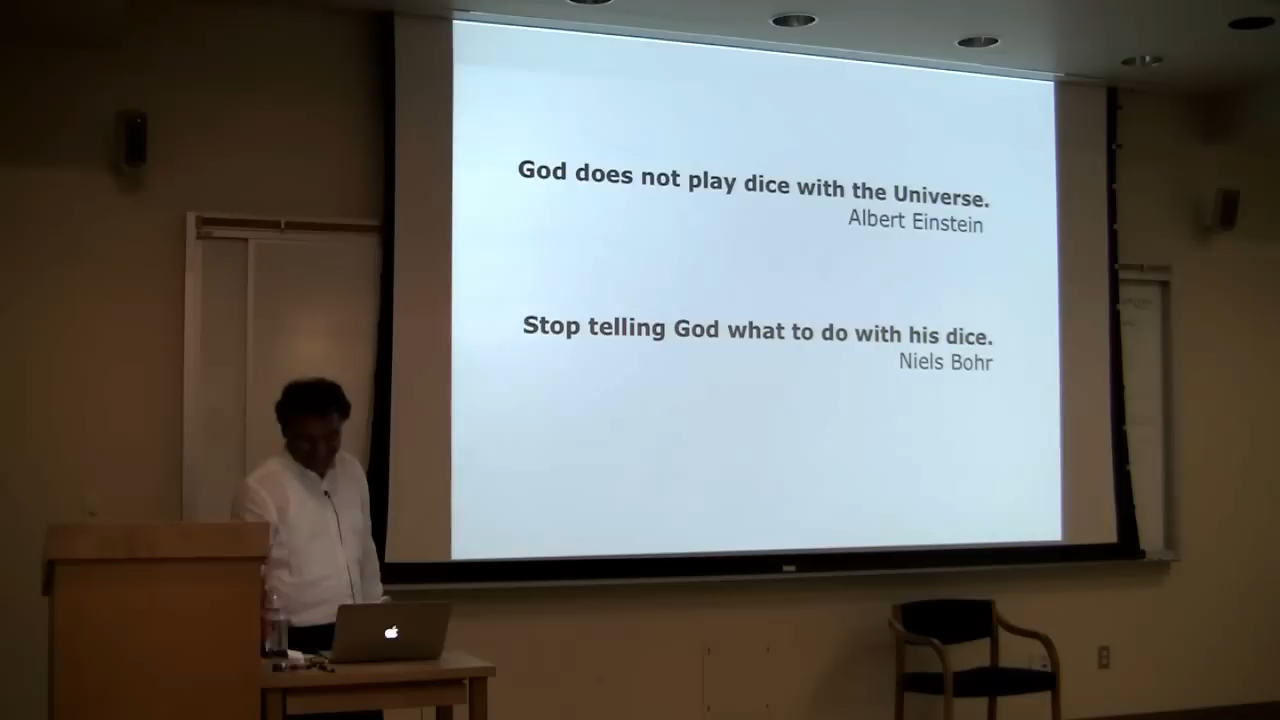 God does not play dice with the Universe.
Albert Einstein
Stop telling God what to do with his dice.
Niels Bohr